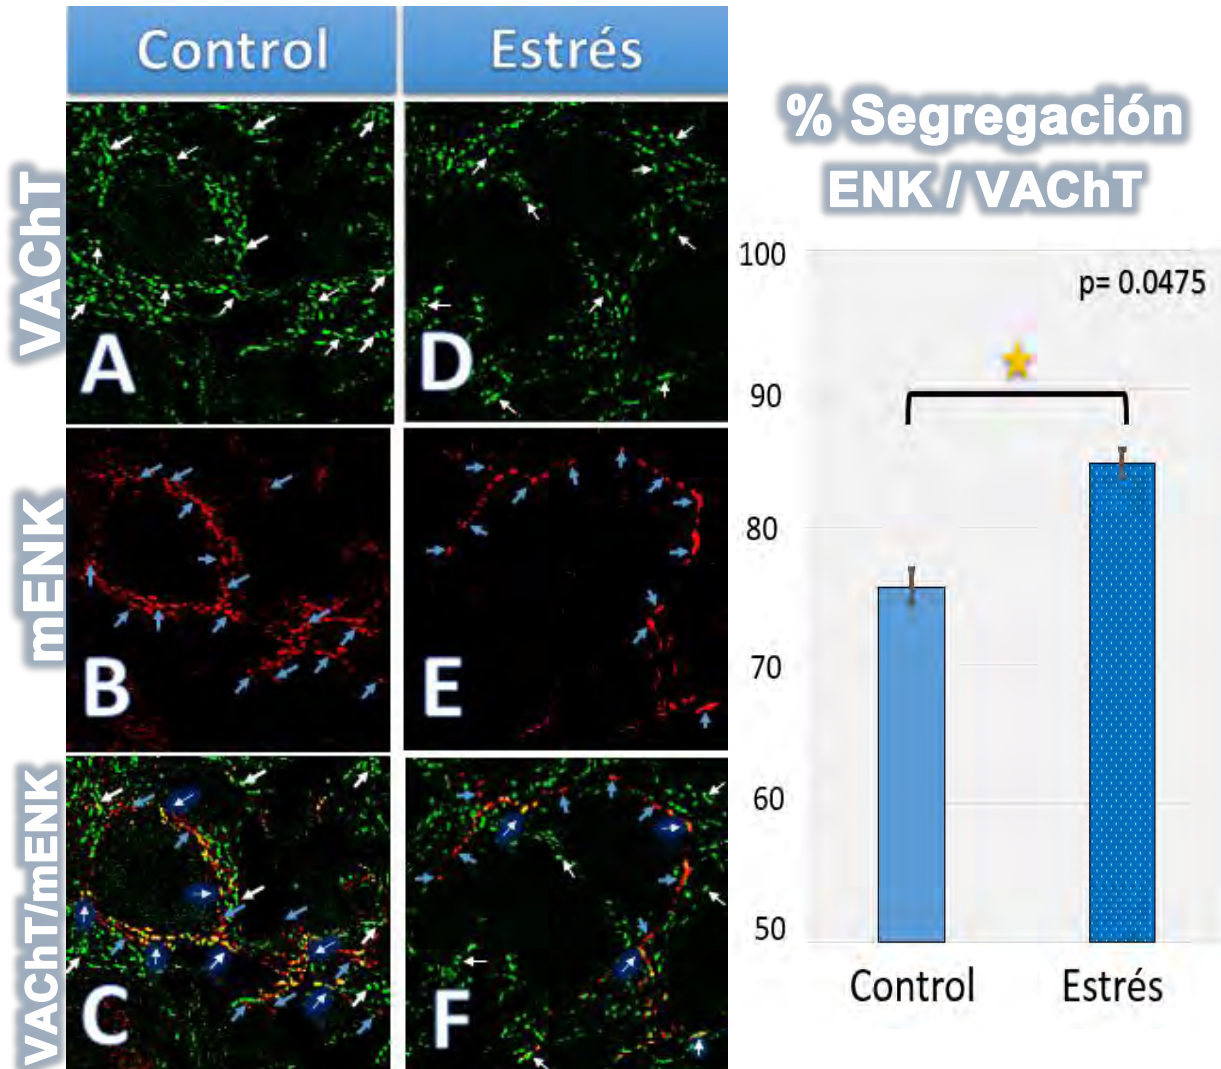 Control
Estrés
VAChT
A
D
mENK
B
E
VAChT/mENK
C
F
% Segregación
ENK / VAChT
100
p= 0.0475
90
80
70
60
50
Control
Estrés